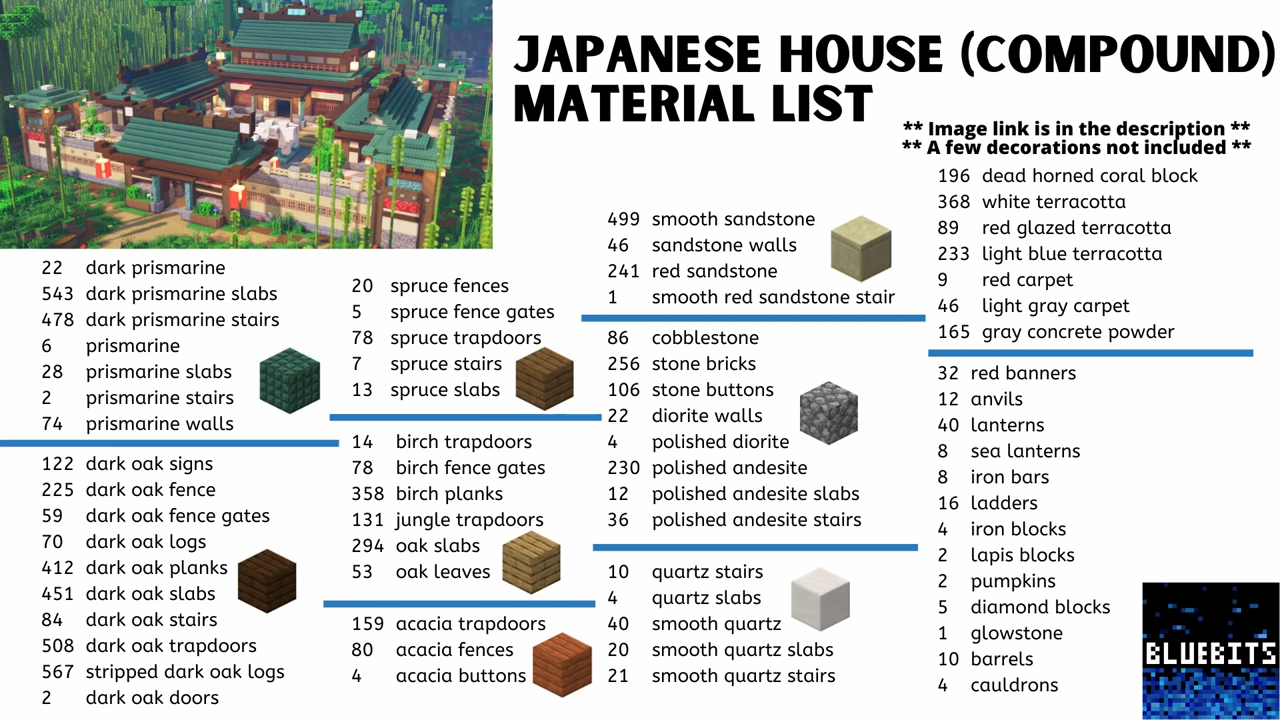 JAPANESE HOUSE (COMPOUND)
MATERIAL LIST
** Image link is in the description **
** A few decorations not included **
22 dark prismarine
543 dark prismarine slabs
478 dark prismarine stairs
6 prismarine
28 prismarine slabs
2 prismarine stairs
74 prismarine walls
122 dark oak signs
225 dark oak fence
59 dark oak fence gates
70 dark oak logs
412 dark oak planks
451 dark oak slabs
84 dark oak stairs
508 dark oak trapdoors
567 stripped dark oak logs
2 dark oak doors
20 spruce fences
5 spruce fence gates
78 spruce trapdoors
7 spruce stairs
13 spruce slabs
14 birch trapdoors
78 birch fence gates
358 birch planks
131 jungle trapdoors
294 oak slabs
53 oak leaves
159 acacia trapdoors
80 acacia fences
4 acacia buttons
499 smooth sandstone
46 sandstone walls
241 red sandstone
1 smooth red sandstone stair
86 cobblestone
256 stone bricks
106 stone buttons
22 diorite walls
4 polished diorite
230 polished andesite
12 polished andesite slabs
36 polished andesite stairs
10 quartz stairs
4 quartz slabs
40 smooth quartz
20 smooth quartz slabs
21 smooth quartz stairs
196 dead horned coral block
368 white terracotta
89 red glazed terracotta
233 light blue terracotta
9 red carpet
46 light gray carpet
165 gray concrete powder
32 red banners
12 anvils
40 lanterns
8 sea lanterns
8 iron bars
16 ladders
4 iron blocks
2 lapis blocks
2 pumpkins
5 diamond blocks
1 glowstone
10 barrels
4 cauldrons
BLUEBITS